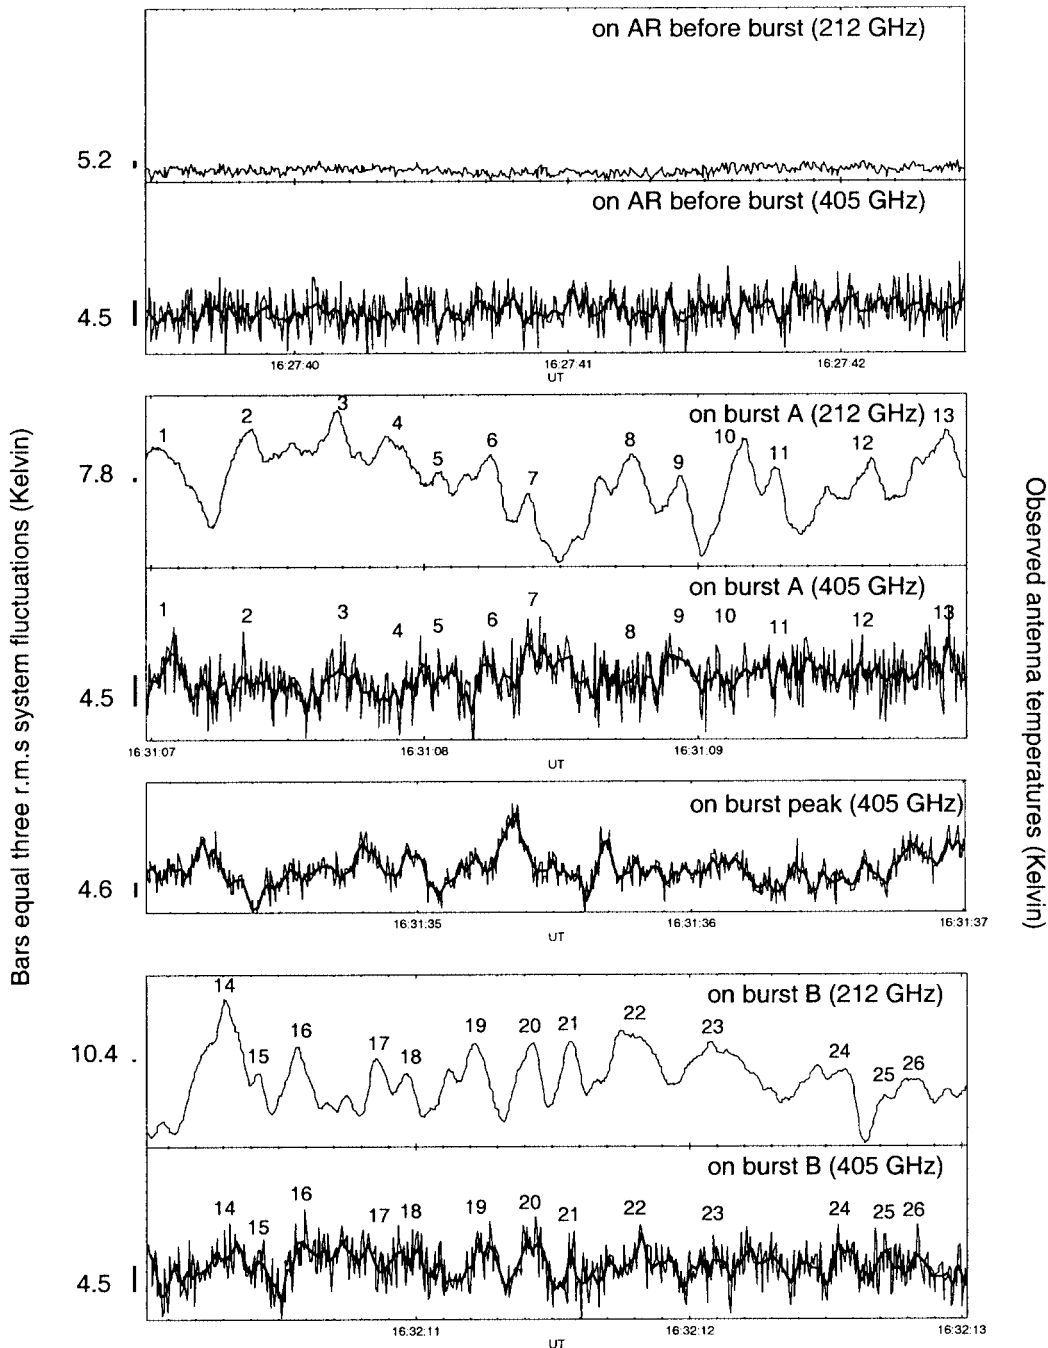 on AR before burst (212 GHz)
5.2
on AR before burst (405 GHz)
4.5
16:27:40 16:27:41 16:27:42
UT
on burst A (212 GHz)
1 2 3 4 5 6 7 8 9 10 11 12 13
7.8
on burst A (405 GHz)
1 2 3 4 5 6 7 8 9 10 11 12 13
4.5
16:31:07 16:31:08 16:31:09
UT
on burst peak (405 GHz)
4.6
16:31:35 16:31:36 16:31:37
UT
on burst B (212 GHz)
14 15 16 17 18 19 20 21 22 23 24 25 26
10.4
on burst B (405 GHz)
14 15 16 17 18 19 20 21 22 23 24 25 26
4.5
16:32:11 16:32:12 16:32:13
UT
Bars equal three r.m.s system fluctuations (Kelvin)
Observed antenna temperatures (Kelvin)